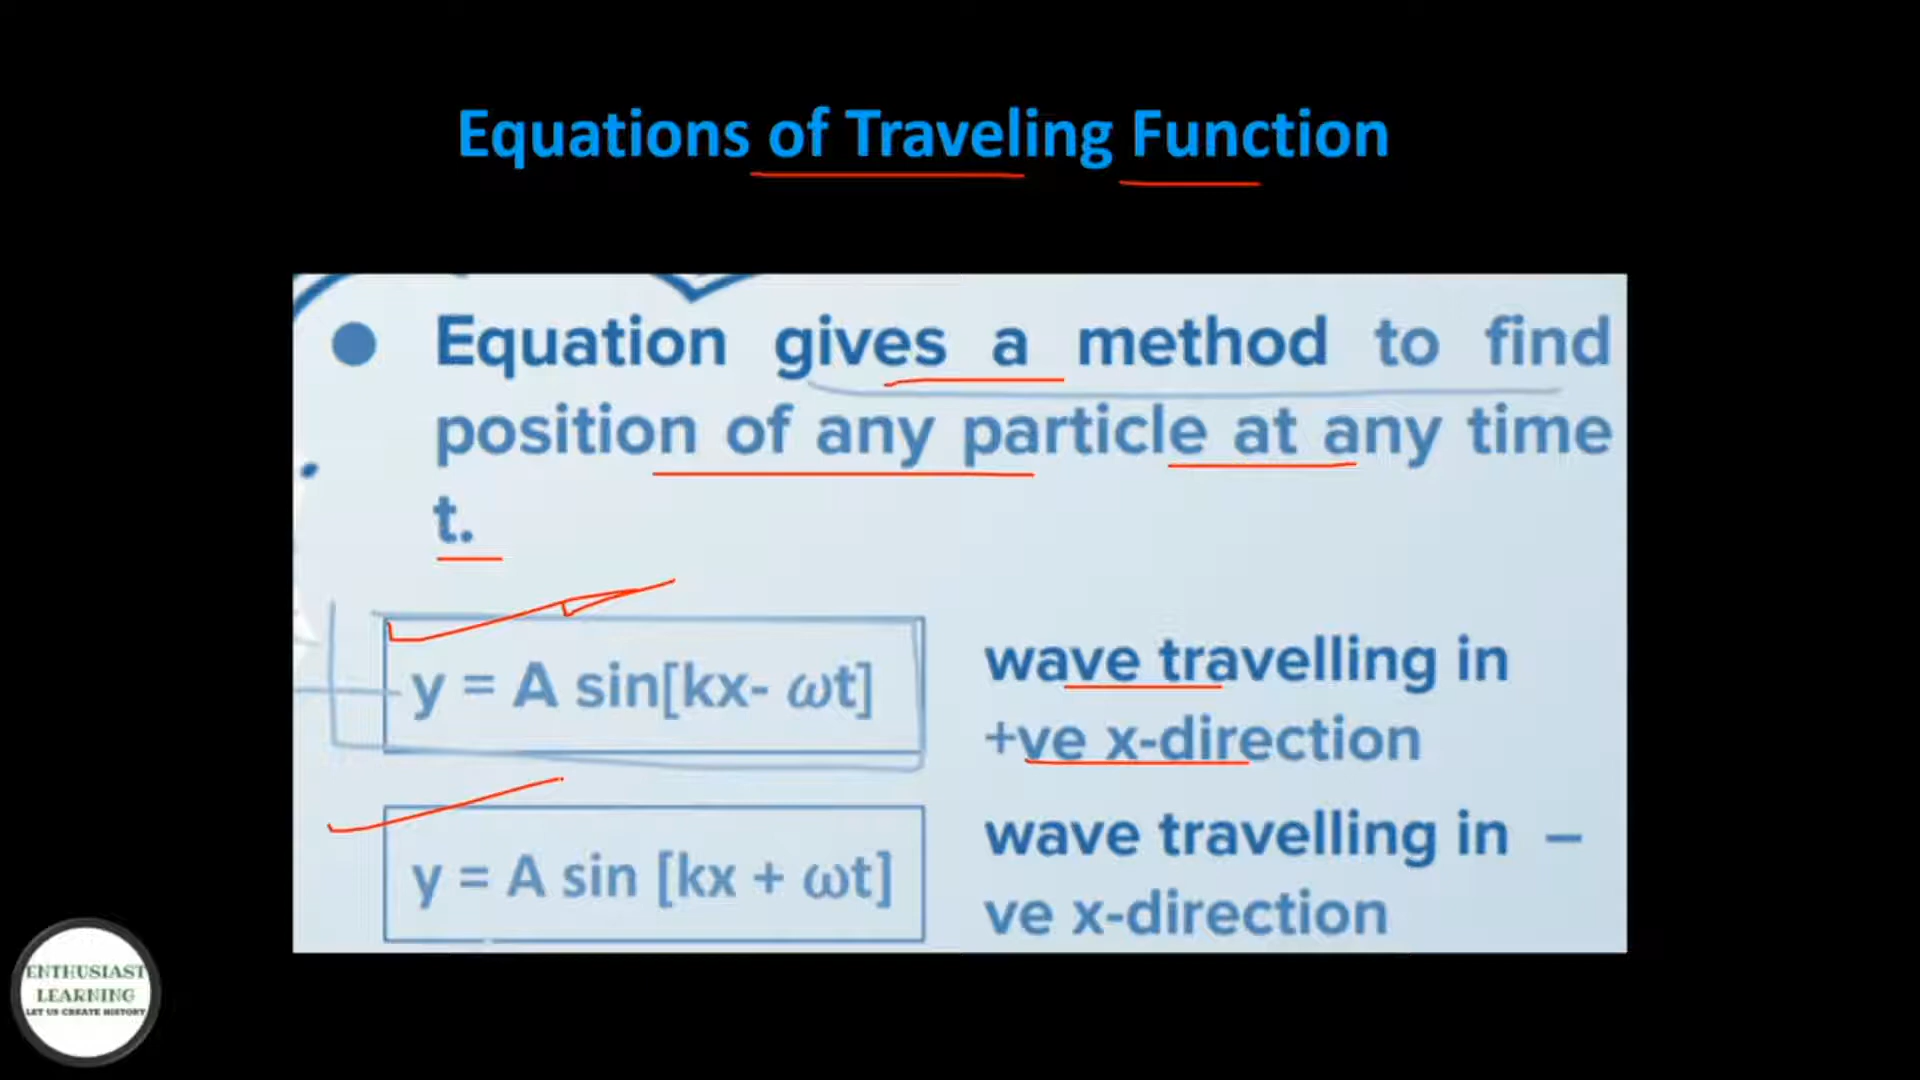 Equations of Traveling Function
● Equation gives a method to find
position of any particle at any time
t.
y = A sin[kx- ωt]
wave travelling in
+ve x-direction
y = A sin [kx + ωt]
wave travelling in –
ve x-direction
ENTHUSIAST
LEARNING
LET US CREATE HISTORY